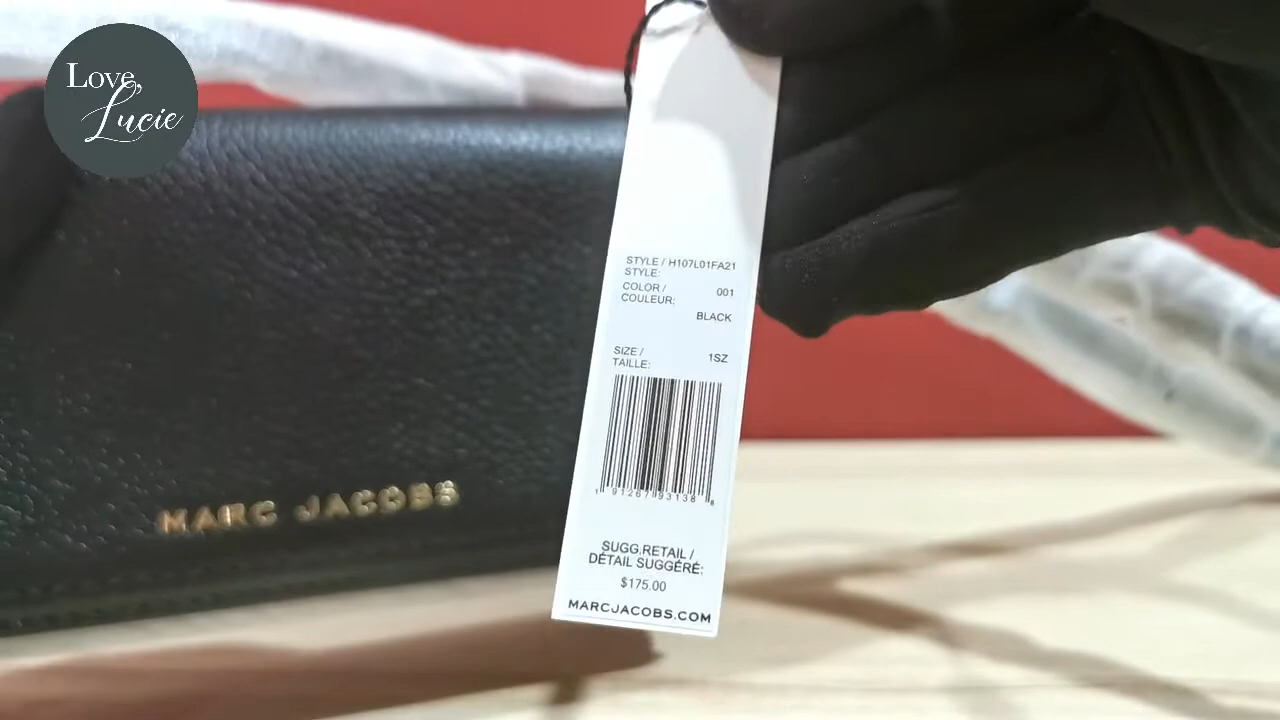 Love,
Lucie
STYLE / H107L01FA21
STYLE:
COLOR / 001
COULEUR:
BLACK
SIZE / 1SZ
TAILLE:
SUGG.RETAIL /
DÉTAIL SUGGÉRÉ:
$175.00
MARCJACOBS.COM
MARC JACOBS